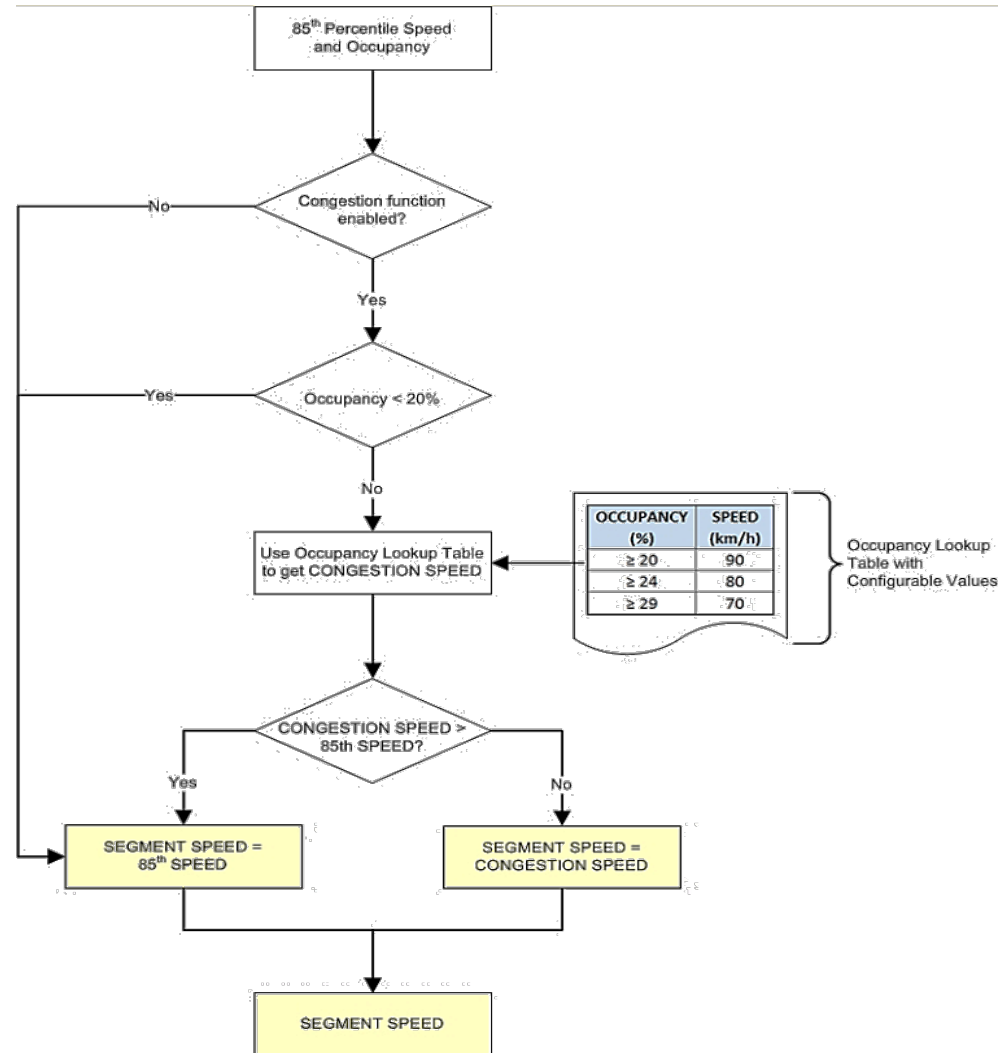 85th Percentile Speed
and Occupancy
Congestion function
enabled?
No
Yes
Occupancy < 20%
Yes
No
Use Occupancy Lookup Table
to get CONGESTION SPEED
OCCUPANCY (%) SPEED (km/h)
≥ 20 90
≥ 24 80
≥ 29 70
Occupancy Lookup
Table with
Configurable Values
CONGESTION SPEED >
85th SPEED?
Yes
No
SEGMENT SPEED =
85th SPEED
SEGMENT SPEED =
CONGESTION SPEED
SEGMENT SPEED